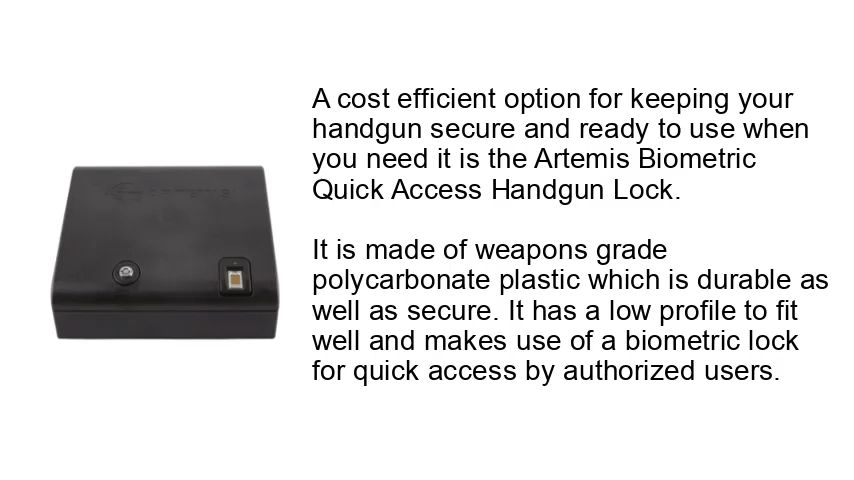 A cost efficient option for keeping your
handgun secure and ready to use when
you need it is the Artemis Biometric
Quick Access Handgun Lock.
It is made of weapons grade
polycarbonate plastic which is durable as
well as secure. It has a low profile to fit
well and makes use of a biometric lock
for quick access by authorized users.